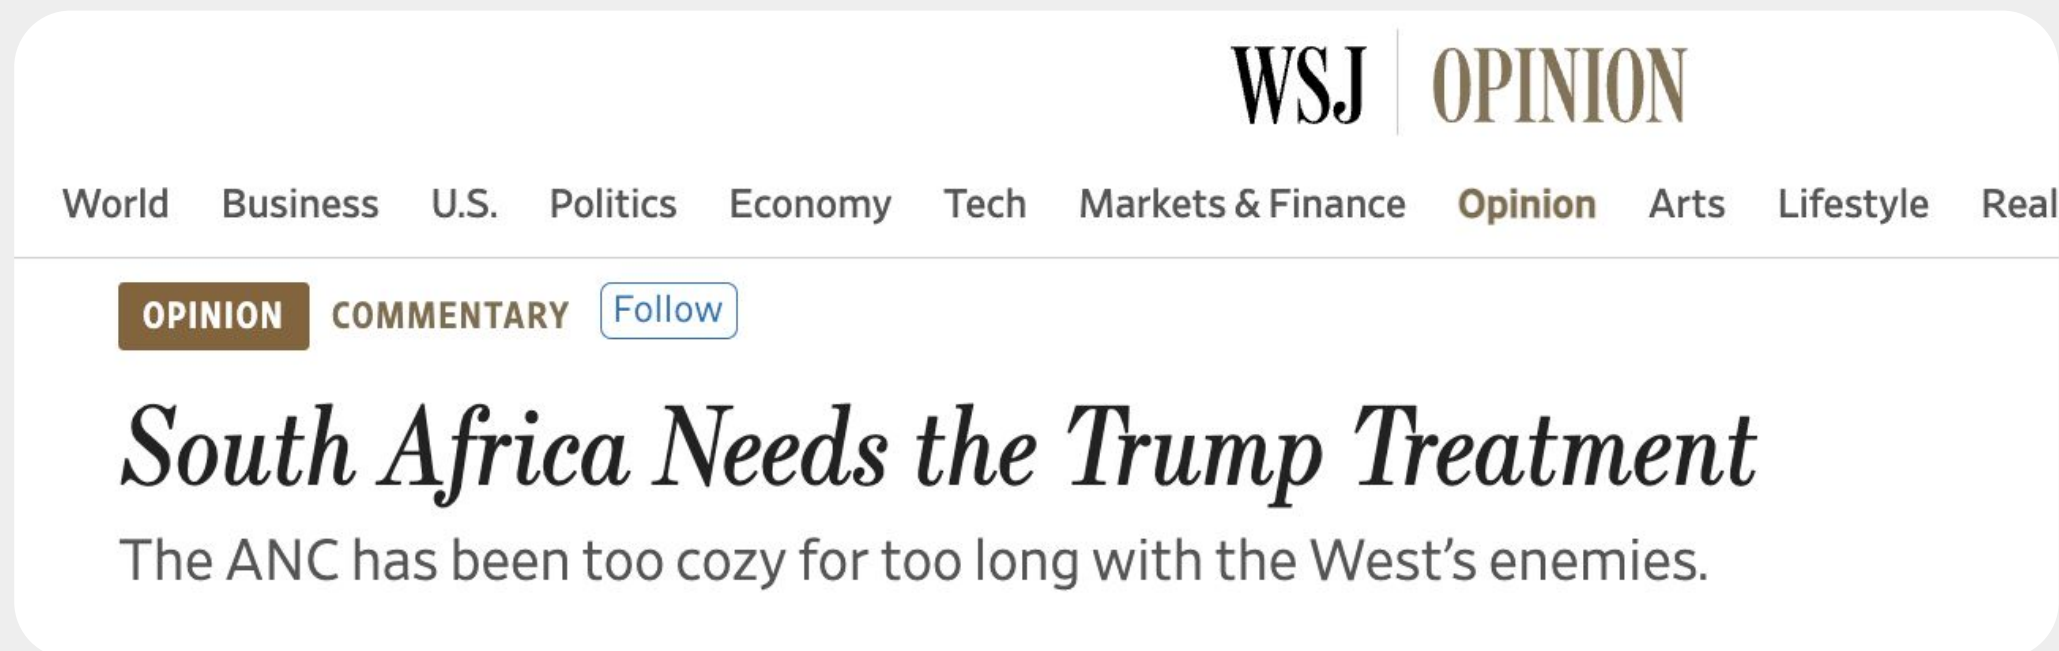 WSJ OPINION
World Business U.S. Politics Economy Tech Markets & Finance Opinion Arts Lifestyle Real
OPINION COMMENTARY Follow
South Africa Needs the Trump Treatment
The ANC has been too cozy for too long with the West’s enemies.